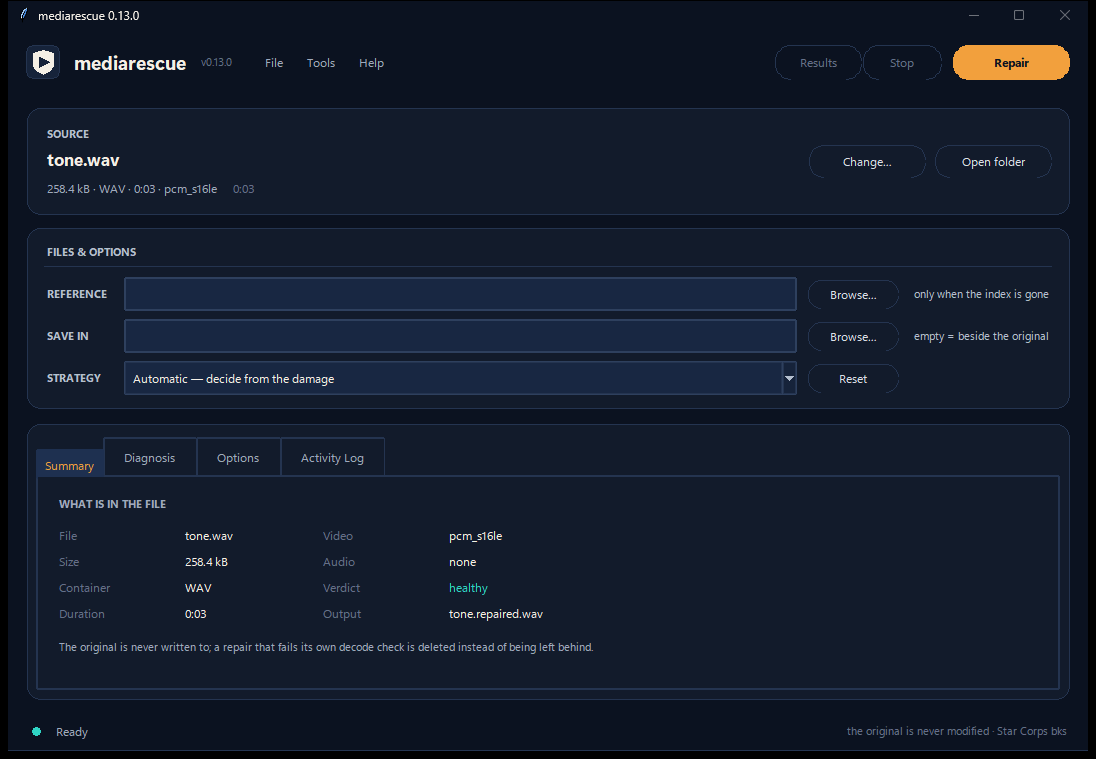 mediarescue 0.13.0
mediarescue v0.13.0 File Tools Help Results Stop Repair
SOURCE
tone.wav
Change... Open folder
258.4 kB · WAV · 0:03 · pcm_s16le 0:03
FILES & OPTIONS
REFERENCE Browse... only when the index is gone
SAVE IN Browse... empty = beside the original
STRATEGY Automatic — decide from the damage Reset
Summary Diagnosis Options Activity Log
WHAT IS IN THE FILE
File tone.wav Video pcm_s16le
Size 258.4 kB Audio none
Container WAV Verdict healthy
Duration 0:03 Output tone.repaired.wav
The original is never written to; a repair that fails its own decode check is deleted instead of being left behind.
Ready the original is never modified · Star Corps bks